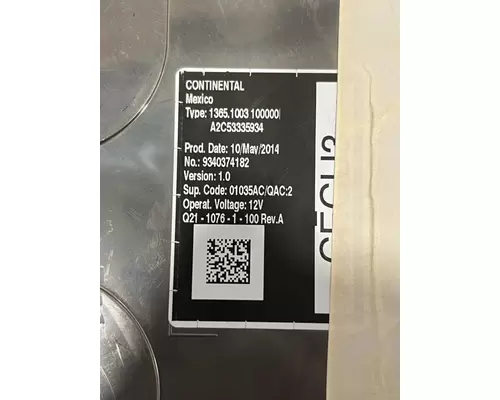 CONTINENTAL
Mexico
Type: 1365.1003 100000
A2C53335934
Prod. Date: 10/May/2014
No.: 9340374182
Version: 1.0
Sup. Code: 01035AC/QAC:2
Operat. Voltage: 12V
Q21 - 1076 - 1 - 100 Rev.A